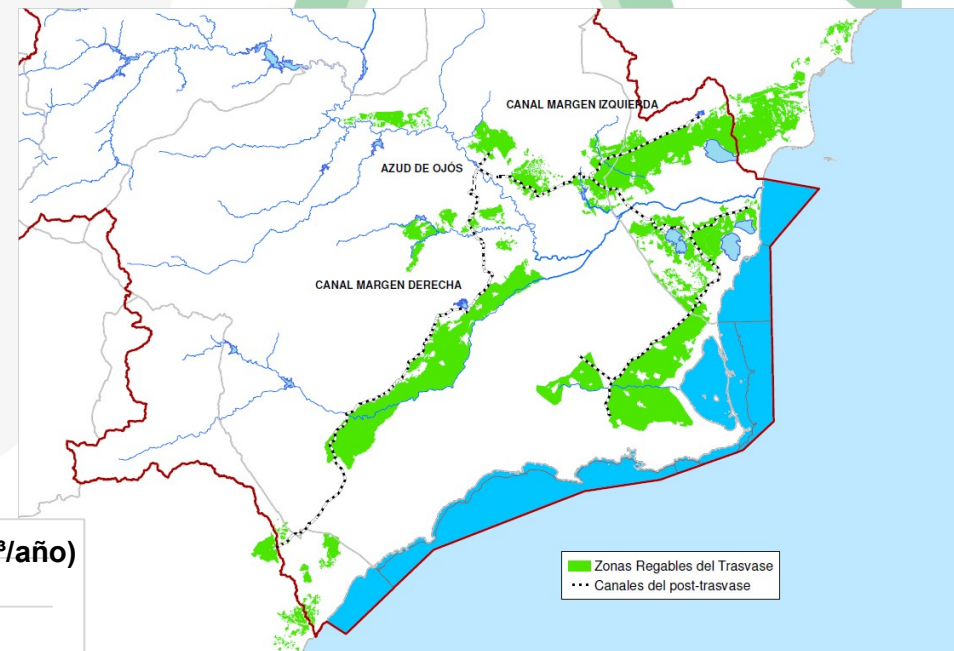 CANAL MARGEN IZQUIERDA
AZUD DE OJÓS
CANAL MARGEN DERECHA
³/año)
Zonas Regables del Trasvase
Canales del post-trasvase